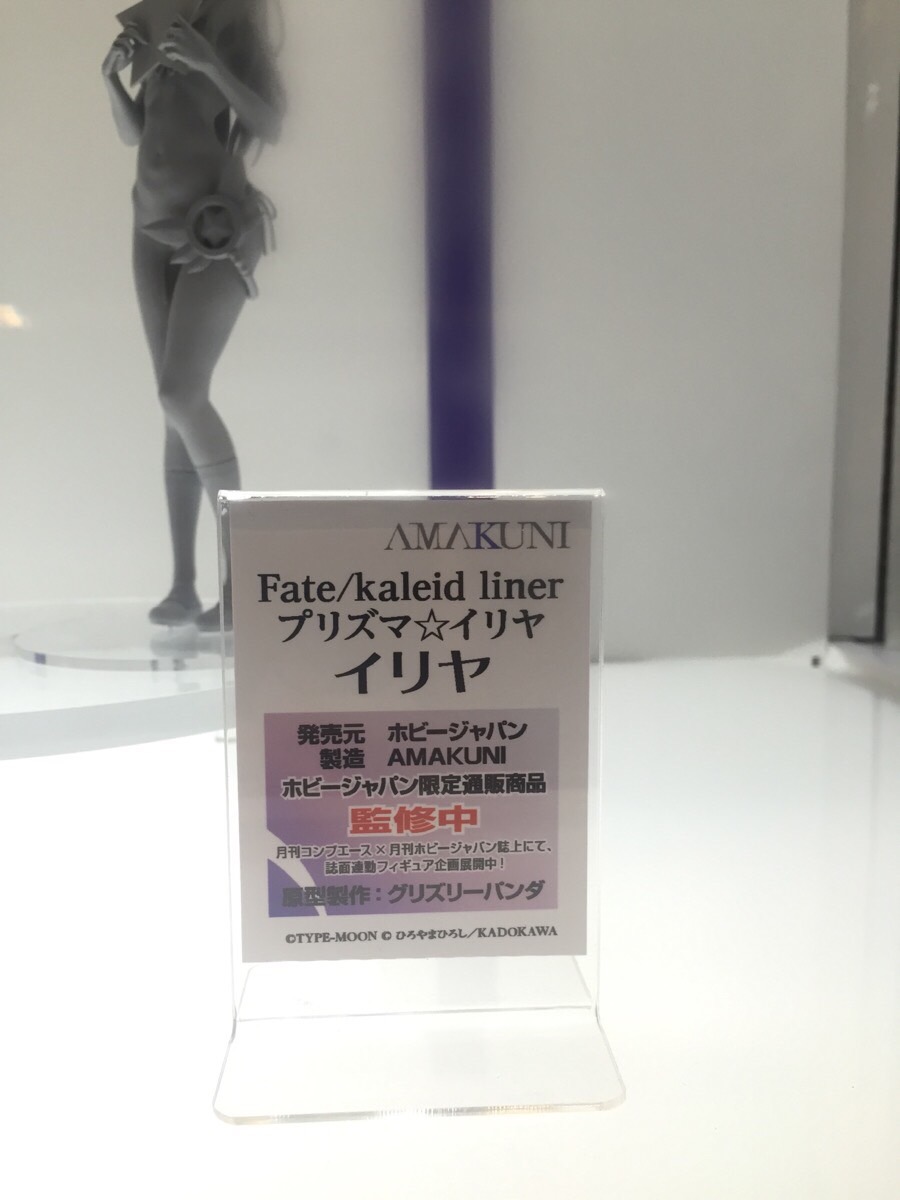 AMAKUNI
Fate/kaleid liner
プリズマ☆イリヤ
イリヤ
発売元　ホビージャパン
製造　AMAKUNI
ホビージャパン限定通販商品
監修中
月刊コンプエース×月刊ホビージャパン誌上にて、
誌面連動フィギュア企画展開中！
原型製作：グリズリーパンダ
©TYPE-MOON © ひろやまひろし／KADOKAWA